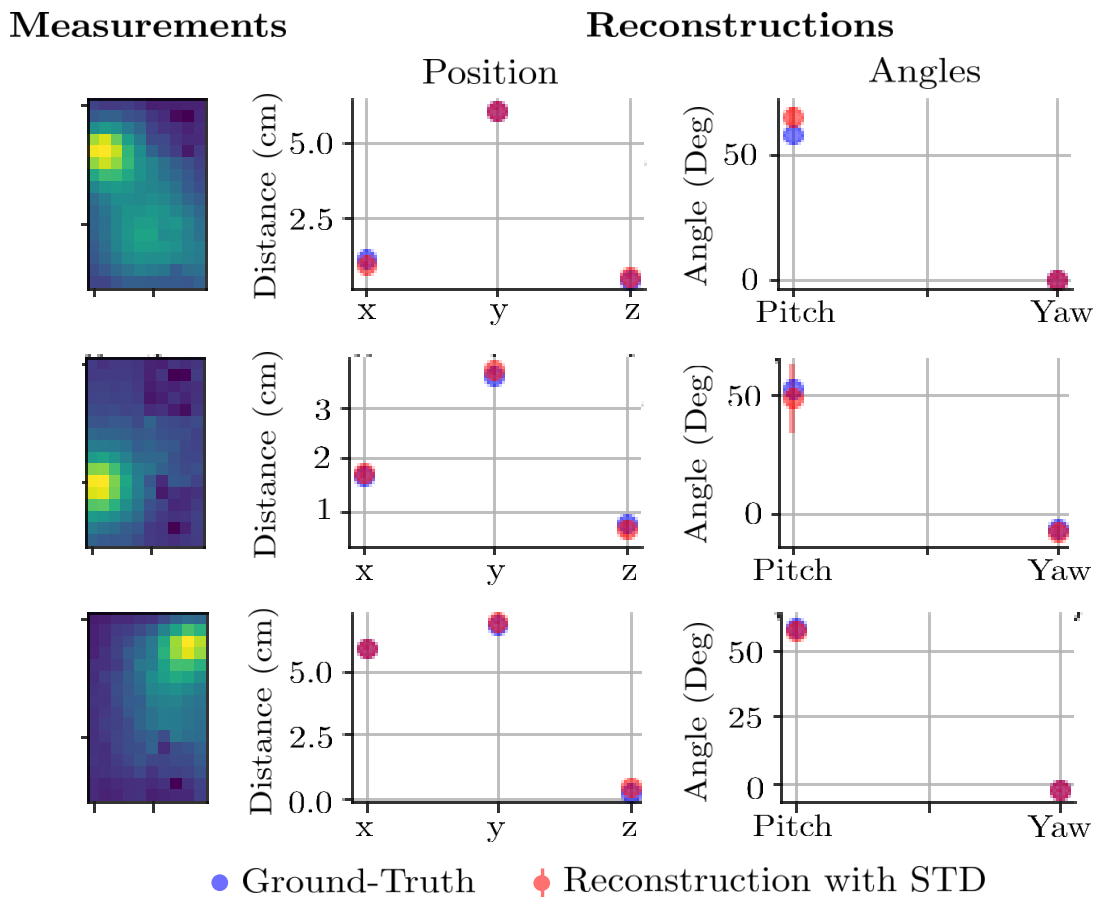 Measurements
Reconstructions
Position
Angles
Distance (cm)
5.0
2.5
x
y
z
Angle (Deg)
50
0
Pitch
Yaw
Distance (cm)
3
2
1
x
y
z
Angle (Deg)
50
0
Pitch
Yaw
Distance (cm)
5.0
2.5
0.0
x
y
z
Angle (Deg)
50
25
0
Pitch
Yaw
Ground-Truth
Reconstruction with STD